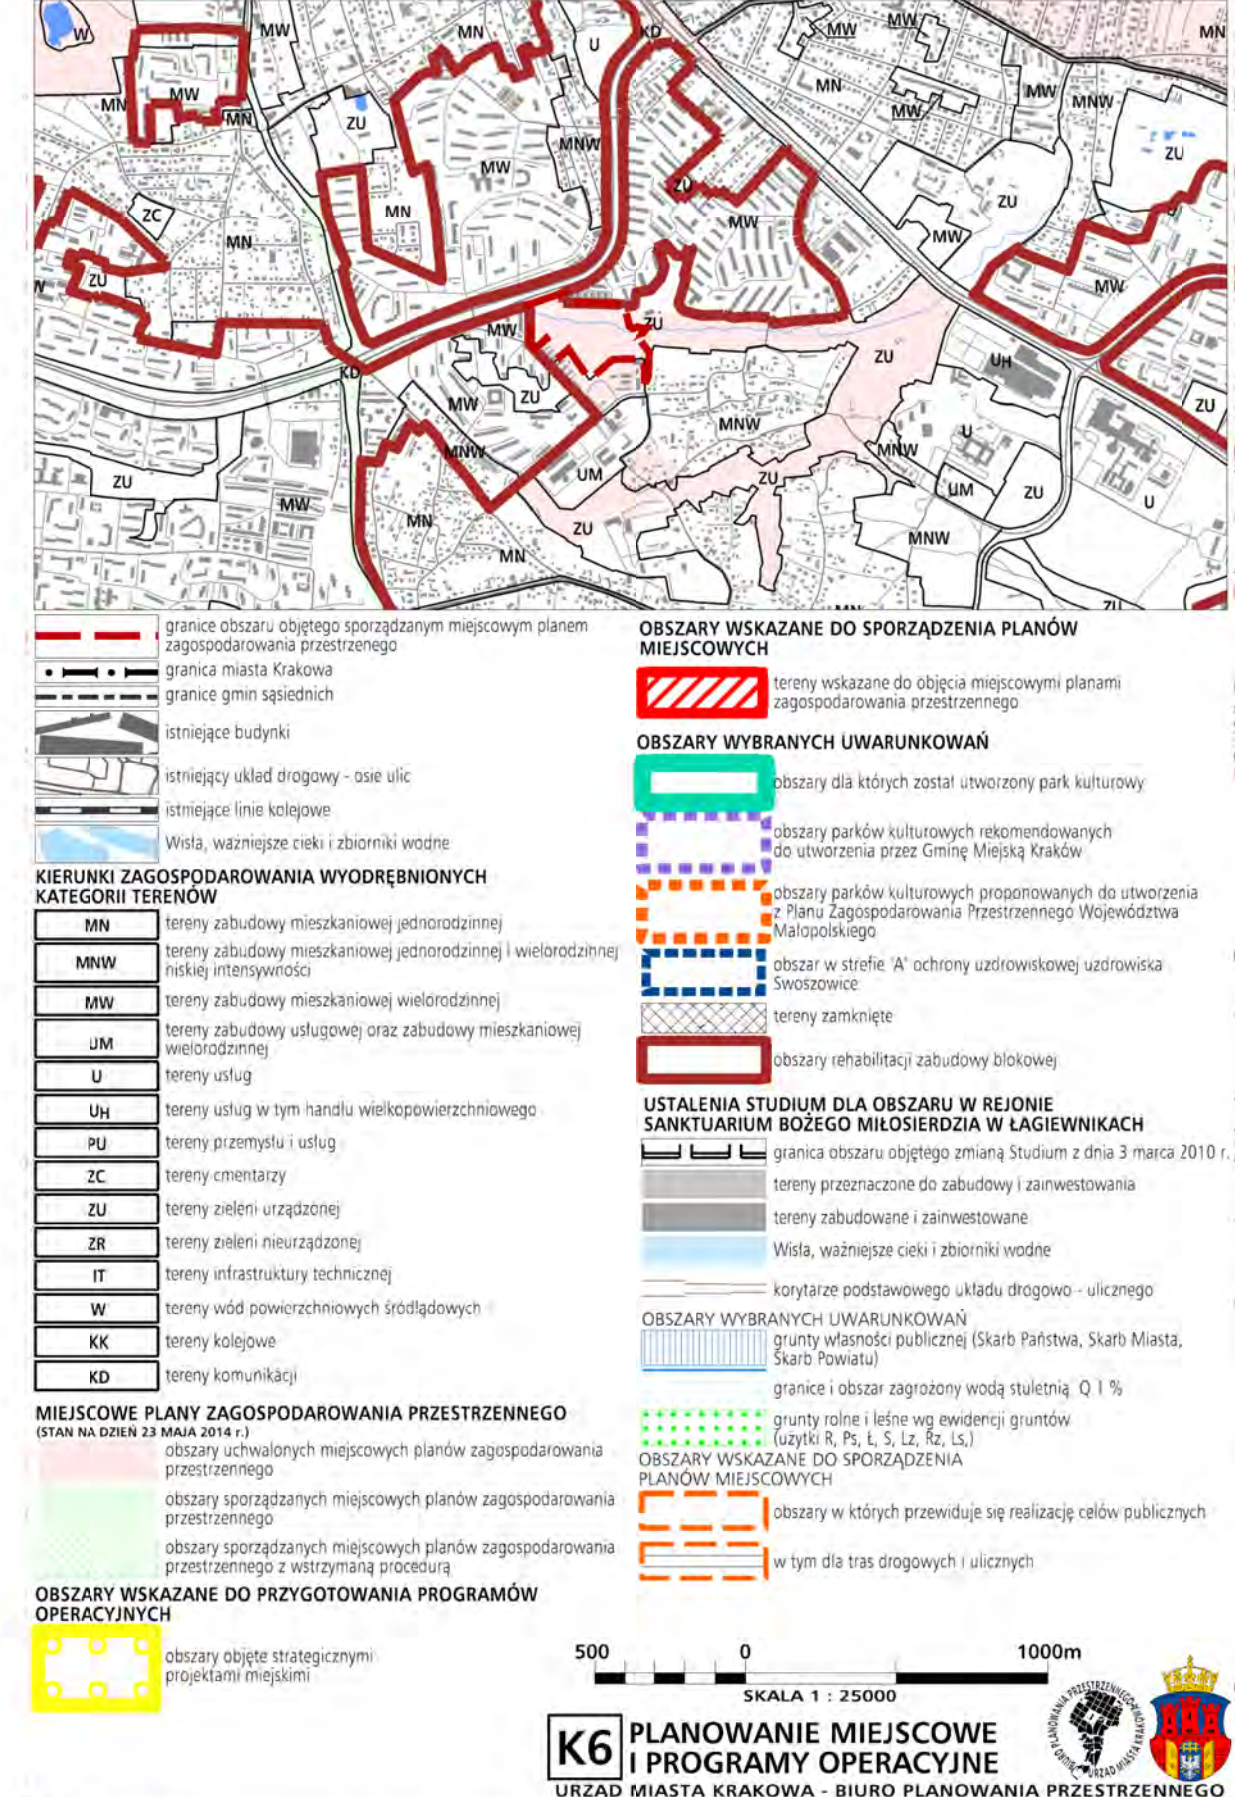 W
MW
MN
U
KD
MW
MW
MN
MW
MN
MN
MW
MN
ZU
MNW
MW
MN
MW
MW
MNW
ZU
ZC
MN
MN
ZU
MW
ZU
MW
ZU
W
MW
ZU
KD
MW
ZU
ZU
UH
ZU
MNW
MNW
MNW
U
ZU
MW
UM
ZU
UM
ZU
U
MN
ZU
MN
MNW
MN
ZU
granice obszaru objętego sporządzanym miejscowym planem
zagospodarowania przestrzenego
granica miasta Krakowa
granice gmin sąsiednich
istniejące budynki
istniejący układ drogowy - osie ulic
istniejące linie kolejowe
Wisła, ważniejsze cieki i zbiorniki wodne
KIERUNKI ZAGOSPODAROWANIA WYODRĘBNIONYCH
KATEGORII TERENÓW
MN tereny zabudowy mieszkaniowej jednorodzinnej
MNW tereny zabudowy mieszkaniowej jednorodzinnej i wielorodzinnej
niskiej intensywności
MW tereny zabudowy mieszkaniowej wielorodzinnej
UM tereny zabudowy usługowej oraz zabudowy mieszkaniowej
wielorodzinnej
U tereny usług
UH tereny usług w tym handlu wielkopowierzchniowego
PU tereny przemysłu i usług
ZC tereny cmentarzy
ZU tereny zieleni urządzonej
ZR tereny zieleni nieurządzonej
IT tereny infrastruktury technicznej
W tereny wód powierzchniowych śródlądowych
KK tereny kolejowe
KD tereny komunikacji
MIEJSCOWE PLANY ZAGOSPODAROWANIA PRZESTRZENNEGO
(STAN NA DZIEŃ 23 MAJA 2014 r.)
obszary uchwalonych miejscowych planów zagospodarowania
przestrzennego
obszary sporządzanych miejscowych planów zagospodarowania
przestrzennego
obszary sporządzanych miejscowych planów zagospodarowania
przestrzennego z wstrzymaną procedurą
OBSZARY WSKAZANE DO PRZYGOTOWANIA PROGRAMÓW
OPERACYJNYCH
obszary objęte strategicznymi
projektami miejskimi
OBSZARY WSKAZANE DO SPORZĄDZENIA PLANÓW
MIEJSCOWYCH
tereny wskazane do objęcia miejscowymi planami
zagospodarowania przestrzennego
OBSZARY WYBRANYCH UWARUNKOWAŃ
obszary dla których został utworzony park kulturowy
obszary parków kulturowych rekomendowanych
do utworzenia przez Gminę Miejską Kraków
obszary parków kulturowych proponowanych do utworzenia
z Planu Zagospodarowania Przestrzennego Województwa
Małopolskiego
obszar w strefie 'A' ochrony uzdrowiskowej uzdrowiska
Swoszowice
tereny zamknięte
obszary rehabilitacji zabudowy blokowej
USTALENIA STUDIUM DLA OBSZARU W REJONIE
SANKTUARIUM BOŻEGO MIŁOSIERDZIA W ŁAGIEWNIKACH
granica obszaru objętego zmianą Studium z dnia 3 marca 2010 r.
tereny przeznaczone do zabudowy i zainwestowania
tereny zabudowane i zainwestowane
Wisła, ważniejsze cieki i zbiorniki wodne
korytarze podstawowego układu drogowo - ulicznego
OBSZARY WYBRANYCH UWARUNKOWAŃ
grunty własności publicznej (Skarb Państwa, Skarb Miasta,
Skarb Powiatu)
granice i obszar zagrożony wodą stuletnią Q 1 %
grunty rolne i leśne wg ewidencji gruntów
(użytki R, Ps, Ł, S, Lz, Rz, Ls,)
OBSZARY WSKAZANE DO SPORZĄDZENIA
PLANÓW MIEJSCOWYCH
obszary w których przewiduje się realizację celów publicznych
w tym dla tras drogowych i ulicznych
500 0 1000m
SKALA 1 : 25000
K6 PLANOWANIE MIEJSCOWE
I PROGRAMY OPERACYJNE
BIURO PLANOWANIA PRZESTRZENNEGO
URZĄD MIASTA KRAKOWA
URZĄD MIASTA KRAKOWA - BIURO PLANOWANIA PRZESTRZENNEGO